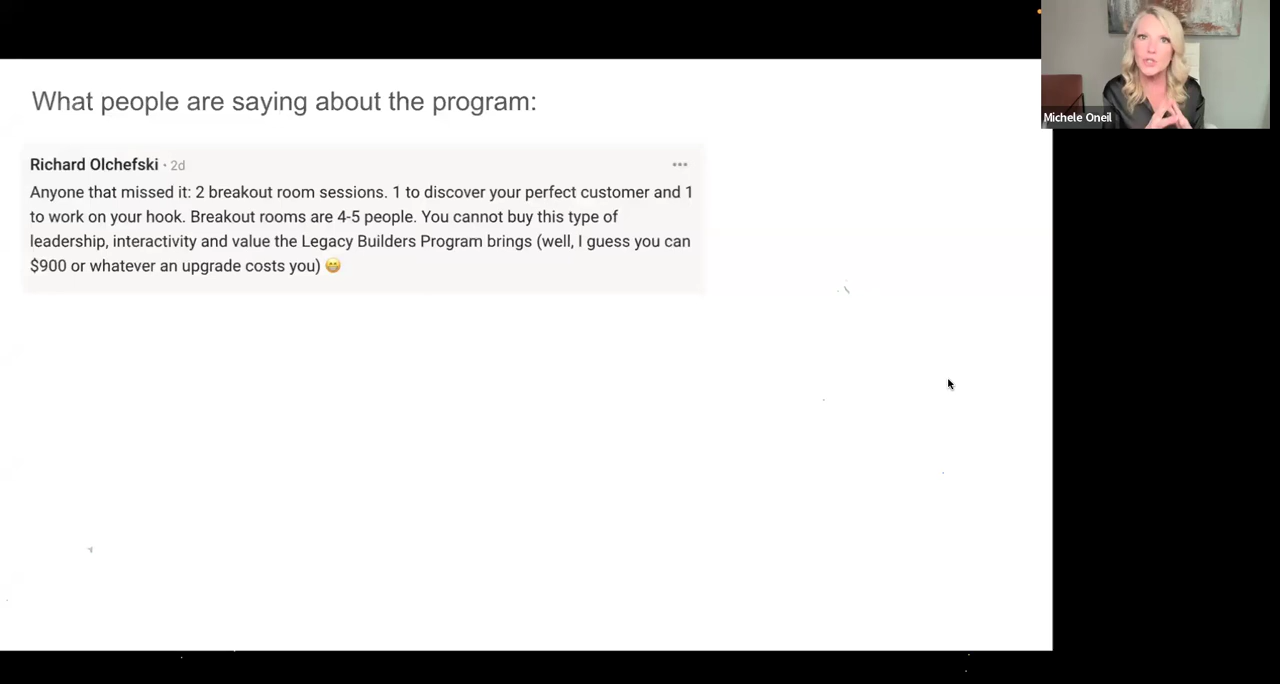 What people are saying about the program:
Richard Olchefski · 2d
Anyone that missed it: 2 breakout room sessions. 1 to discover your perfect customer and 1
to work on your hook. Breakout rooms are 4-5 people. You cannot buy this type of
leadership, interactivity and value the Legacy Builders Program brings (well, I guess you can
$900 or whatever an upgrade costs you) 😁
Michele Oneil